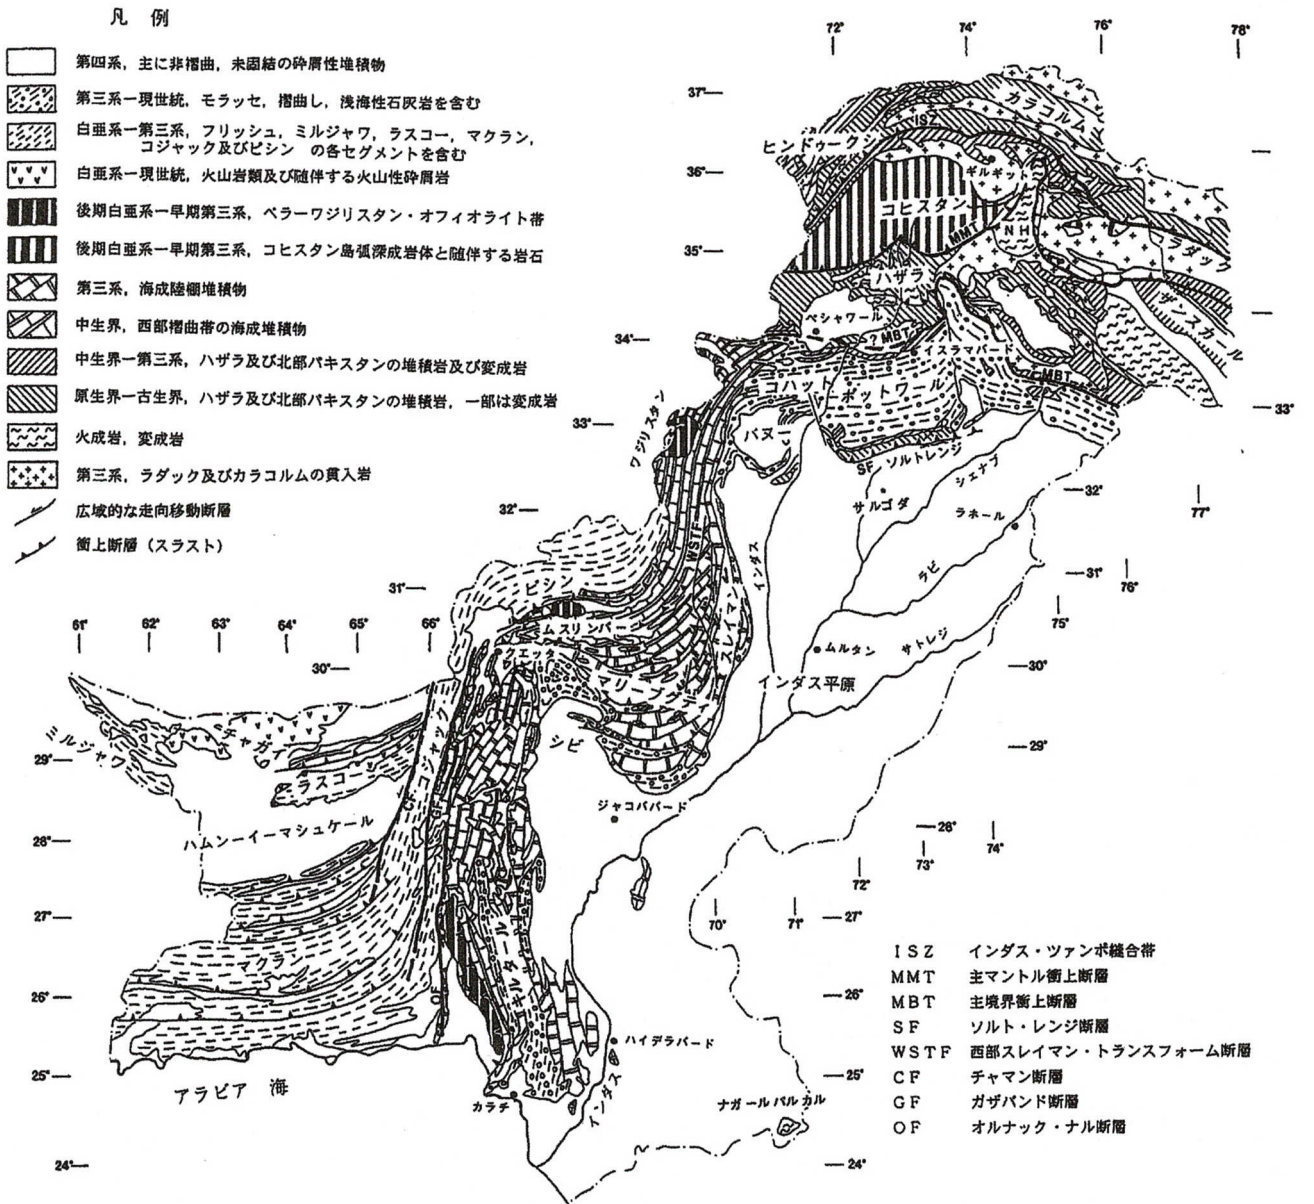 凡 例
第四系，主に非褶曲，未固結の砕屑性堆積物
第三系ー現世統，モラッセ，摺曲し，浅海性石灰岩を含む
白亜系ー第三系，フリッシュ，ミルジャワ，ラスコー，マクラン，
コジャック及びピシン の各セグメントを含む
白亜系ー現世統，火山岩類及び随伴する火山性砕屑岩
後期白亜系ー早期第三系，ベラーワジリスタン・オフィオライト帯
後期白亜系ー早期第三系，コヒスタン島弧深成岩体と随伴する岩石
第三系，海成陸棚堆積物
中生界，西部褶曲帯の海成堆積物
中生界ー第三系，ハザラ及び北部パキスタンの堆積岩及び変成岩
原生界ー古生界，ハザラ及び北部パキスタンの堆積岩，一部は変成岩
火成岩，変成岩
第三系，ラダック及びカラコルムの貫入岩
広域的な走向移動断層
衝上断層（スラスト）
72° 74° 76° 78°
37°
36°
35°
34°
33°
32°
31°
61° 62° 63° 64° 65° 66°
30°
29°
28°
27°
26°
25°
24°
33°
32°
77°
31° 76°
75°
30°
29°
26°
73° 74°
72°
70° 71° 27°
26°
25°
24°
カラコルム
ISZ
ヒンドゥーク
ギルギット
コヒスタン
MMT
N H
ラダック
ハザラ
ザンスカール
ペシャワール
? MBT
イスラマバード
MBT
コハット
ポットワール
ワジリスタン
バヌー
SF ソルトレンジ
シェナブ
サルゴダ
ラホール
WSTF
インダス
ラビ
ピシン
ムスリンバー
スレイマン
ムルタン
サトレジ
クエッタ
マリーブグ
インダス平原
シビ
ミルジャワ
チャガイ
コジャック
ラスコー
CF
GF
ジャコババード
ハムンーイーマシュケール
マクラン
キルタール
OF
ハイデラバード
アラビア 海
カラチ
インダス
ナガールパルカル
ISZ インダス・ツァンポ縫合帯
MMT 主マントル衝上断層
MBT 主境界衝上断層
SF ソルト・レンジ断層
WSTF 西部スレイマン・トランスフォーム断層
CF チャマン断層
GF ガザバンド断層
OF オルナック・ナル断層